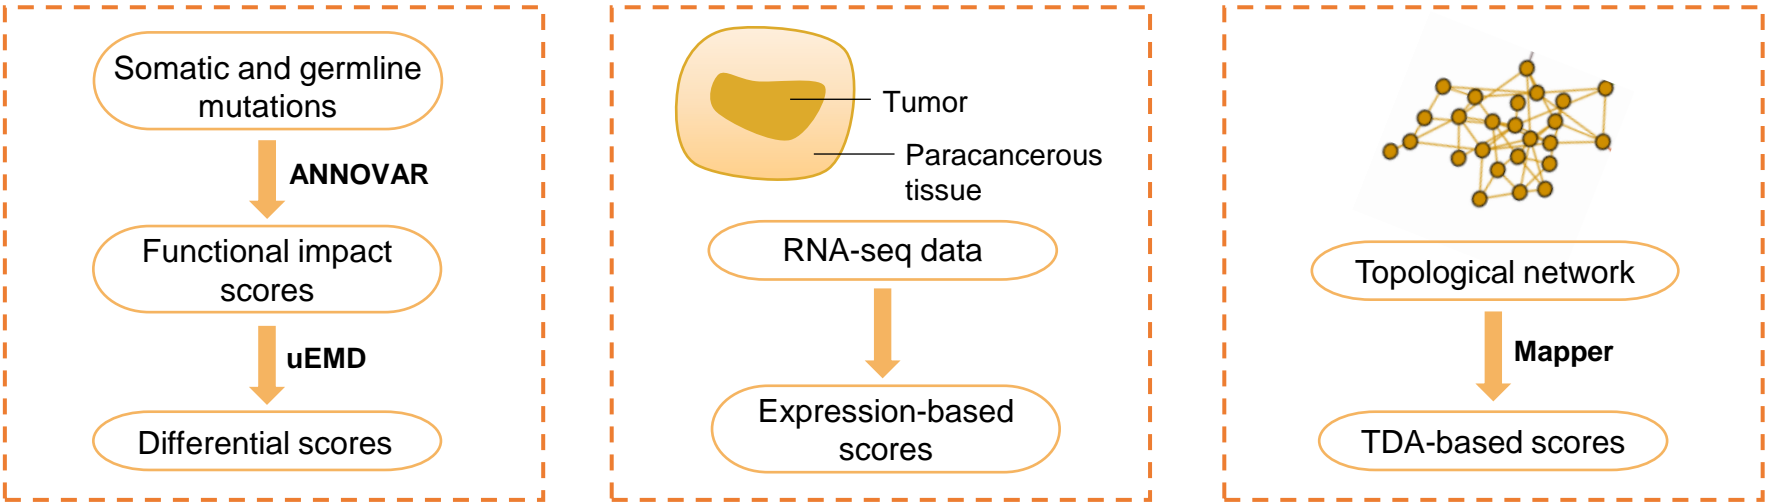 Somatic and germline
mutations
ANNOVAR
Functional impact
scores
uEMD
Differential scores
Tumor
Paracancerous
tissue
RNA-seq data
Expression-based
scores
Topological network
Mapper
TDA-based scores